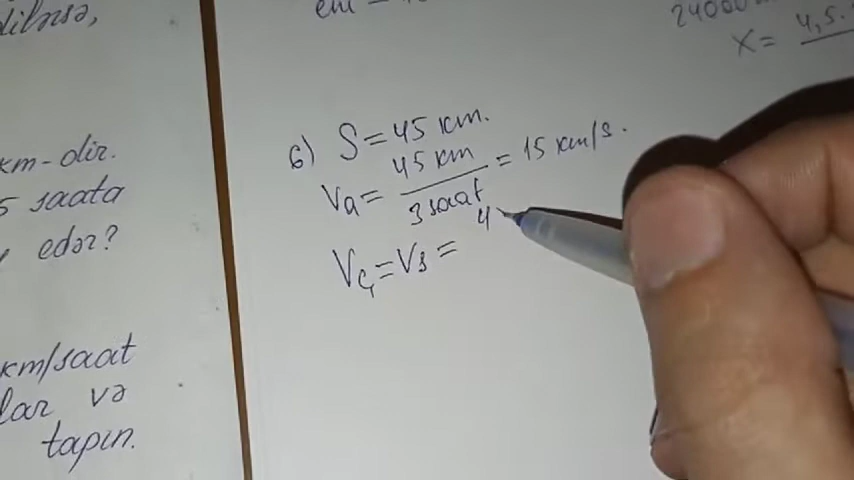 km-dir.
5 saata
edər?
km/saat
lar və
tapın.
24000
X = 4,5.
6) S = 45 km.
Va = 45 km / 3 saat = 15 km/s.
Vç = Vs = 4